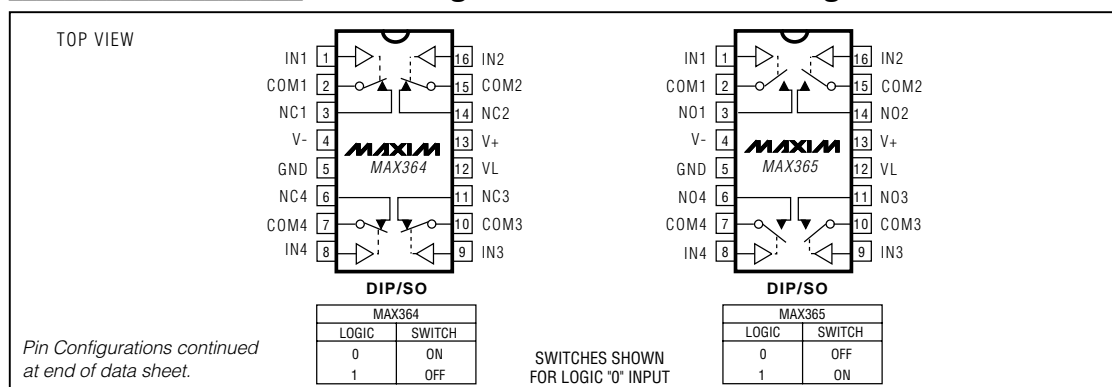 TOP VIEW
IN1 1 16 IN2
COM1 2 15 COM2
NC1 3 14 NC2
V- 4 13 V+
GND 5 12 VL
NC4 6 11 NC3
COM4 7 10 COM3
IN4 8 9 IN3
MAXIM
MAX364
DIP/SO
MAX364
LOGIC SWITCH
0 ON
1 OFF
IN1 1 16 IN2
COM1 2 15 COM2
NO1 3 14 NO2
V- 4 13 V+
GND 5 12 VL
NO4 6 11 NO3
COM4 7 10 COM3
IN4 8 9 IN3
MAXIM
MAX365
DIP/SO
MAX365
LOGIC SWITCH
0 OFF
1 ON
SWITCHES SHOWN
FOR LOGIC "0" INPUT
Pin Configurations continued
at end of data sheet.